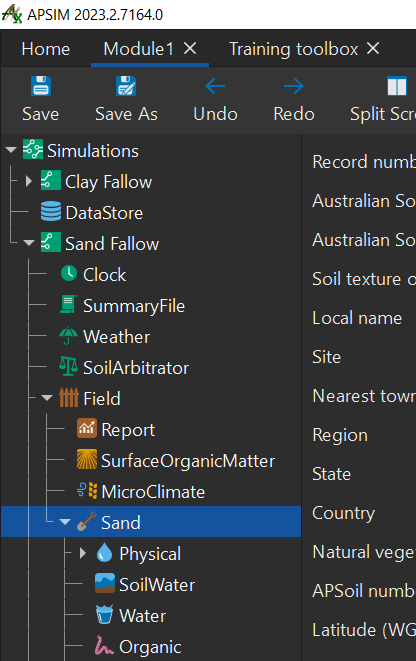 APSIM 2023.2.7164.0
Home Module1 Training toolbox
Save Save As Undo Redo Split Scre
Simulations
Clay Fallow
DataStore
Sand Fallow
Clock
SummaryFile
Weather
SoilArbitrator
Field
Report
SurfaceOrganicMatter
MicroClimate
Sand
Physical
SoilWater
Water
Organic
Record numb
Australian So
Australian So
Soil texture o
Local name
Site
Nearest town
Region
State
Country
Natural veget
APSoil numb
Latitude (WG